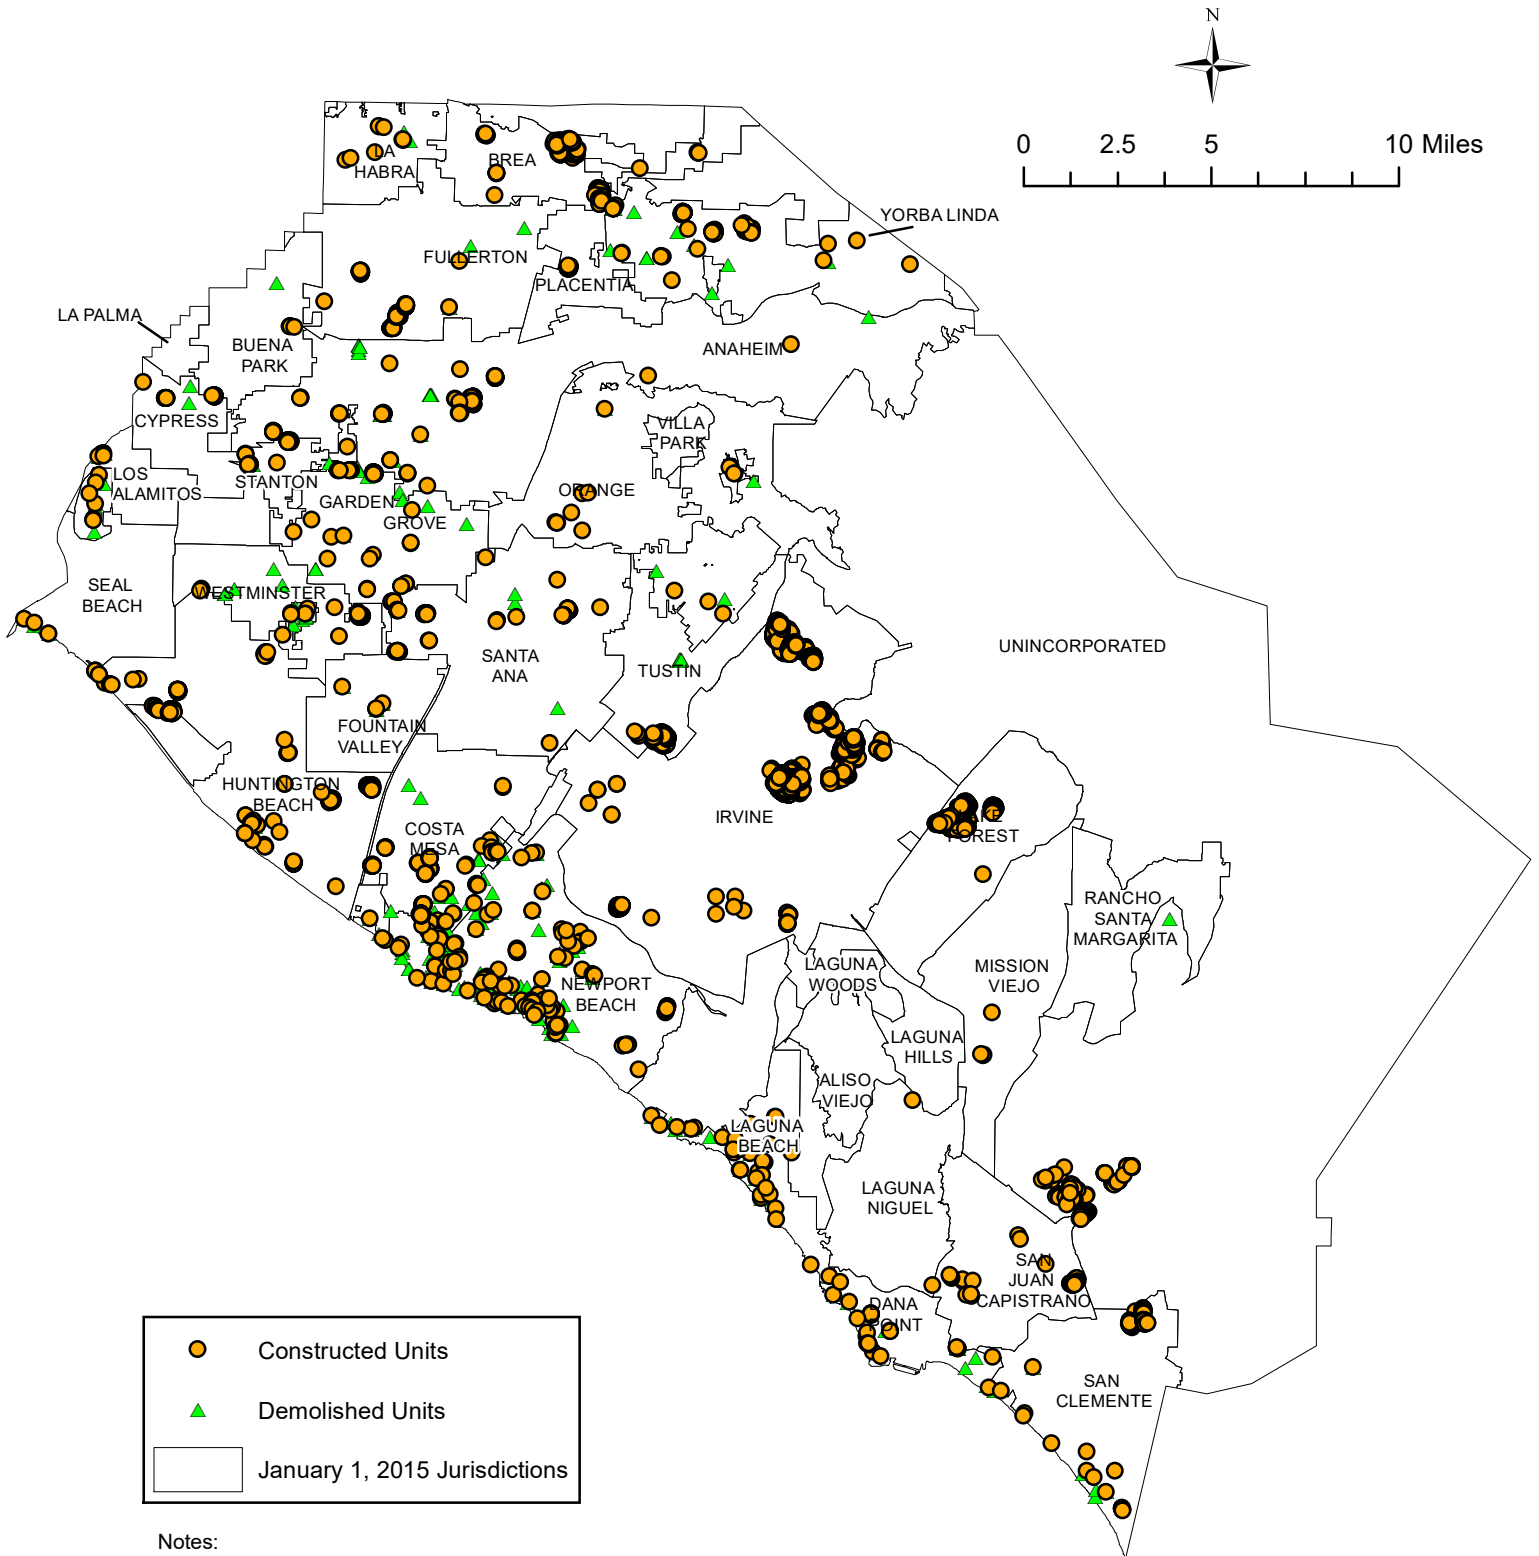 N
0 2.5 5 10 Miles
LA
HABRA
BREA
YORBA LINDA
FULLERTON
PLACENTIA
LA PALMA
BUENA
PARK
ANAHEIM
CYPRESS
VILLA
PARK
LOS
ALAMITOS
STANTON
ORANGE
GARDEN
GROVE
SEAL
BEACH
WESTMINSTER
UNINCORPORATED
SANTA
ANA
TUSTIN
FOUNTAIN
VALLEY
HUNTINGTON
BEACH
IRVINE
COSTA
MESA
LAKE
FOREST
RANCHO
SANTA
MARGARITA
LAGUNA
WOODS
MISSION
VIEJO
NEWPORT
BEACH
LAGUNA
HILLS
ALISO
VIEJO
LAGUNA
BEACH
LAGUNA
NIGUEL
SAN
JUAN
CAPISTRANO
DANA
POINT
SAN
CLEMENTE
Constructed Units
Demolished Units
January 1, 2015 Jurisdictions
Notes: